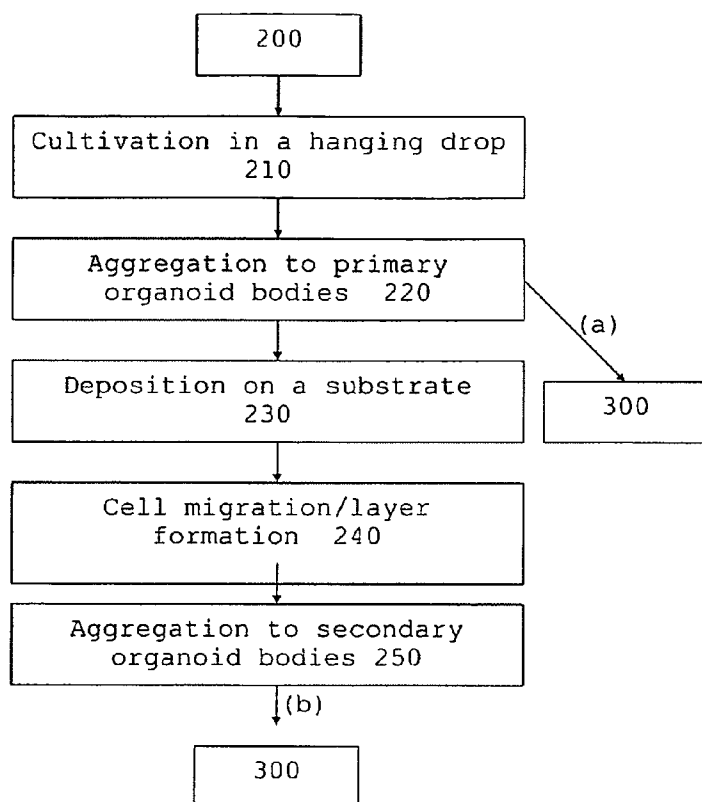 200
Cultivation in a hanging drop
210
Aggregation to primary
organoid bodies 220
(a)
Deposition on a substrate
230
300
Cell migration/layer
formation 240
Aggregation to secondary
organoid bodies 250
(b)
300